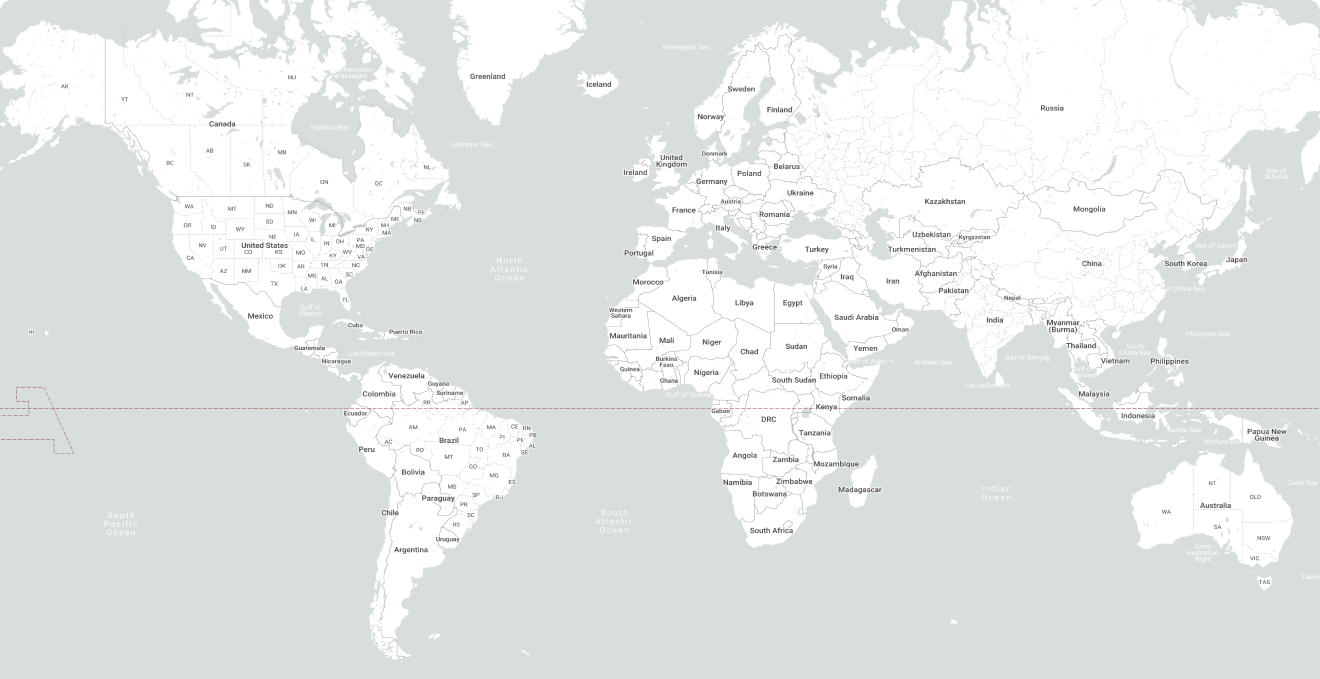 Norwegian Sea
Greenland
Iceland
AK
NU
NT
YT
Northwestern
Passages
Canada
Hudson Bay
Labrador Sea
AB
MB
BC
SK
ON
QC
NL
Sweden
Finland
Norway
Russia
Denmark
United
Kingdom
Ireland
Belarus
Poland
Germany
Ukraine
Austria
France
Romania
Italy
Spain
Greece
Portugal
Turkey
Kazakhstan
Mongolia
Sea of
Okhotsk
Uzbekistan
Kyrgyzstan
Turkmenistan
Sea of Japan
Japan
South Korea
China
Afghanistan
Iran
Pakistan
Nepal
WA
MT
ND
MN
NB
PE
NS
OR
ID
WY
SD
WI
MI
ME
NH
MA
NY
NE
IA
NV
UT
United States
CO
KS
MO
IL
IN
OH
PA
MD
DE
WV
VA
KY
CA
AZ
NM
OK
AR
TN
NC
SC
MS
AL
GA
TX
LA
FL
North
Atlantic
Ocean
Tunisia
Morocco
Algeria
Libya
Egypt
Syria
Iraq
Western
Sahara
Saudi Arabia
Oman
Yemen
India
Myanmar
(Burma)
Thailand
Vietnam
Philippines
Philippine Sea
East China Sea
South
China Sea
Bay of Bengal
Arabian Sea
Laccadive Sea
Gulf of Aden
HI
Mexico
Gulf of
Mexico
Cuba
Puerto Rico
Guatemala
Caribbean Sea
Nicaragua
Mauritania
Mali
Niger
Chad
Sudan
Burkina
Faso
Guinea
Ghana
Nigeria
South Sudan
Ethiopia
Somalia
Gulf of Guinea
Gabon
Kenya
DRC
Tanzania
Venezuela
Guyana
Suriname
Colombia
RR
AP
Ecuador
AM
PA
MA
CE
RN
PB
PI
PE
AL
SE
AC
RO
Brazil
TO
BA
MT
Peru
GO
MG
Bolivia
MS
ES
Paraguay
SP
RJ
PR
SC
Chile
RS
Uruguay
Argentina
South
Pacific
Ocean
South
Atlantic
Ocean
Angola
Zambia
Mozambique
Namibia
Zimbabwe
Botswana
Madagascar
South Africa
Indian
Ocean
Malaysia
Indonesia
Banda Sea
Arafura Sea
Papua New
Guinea
Coral Sea
NT
QLD
WA
Australia
SA
NSW
Great
Australian
Bight
VIC
TAS